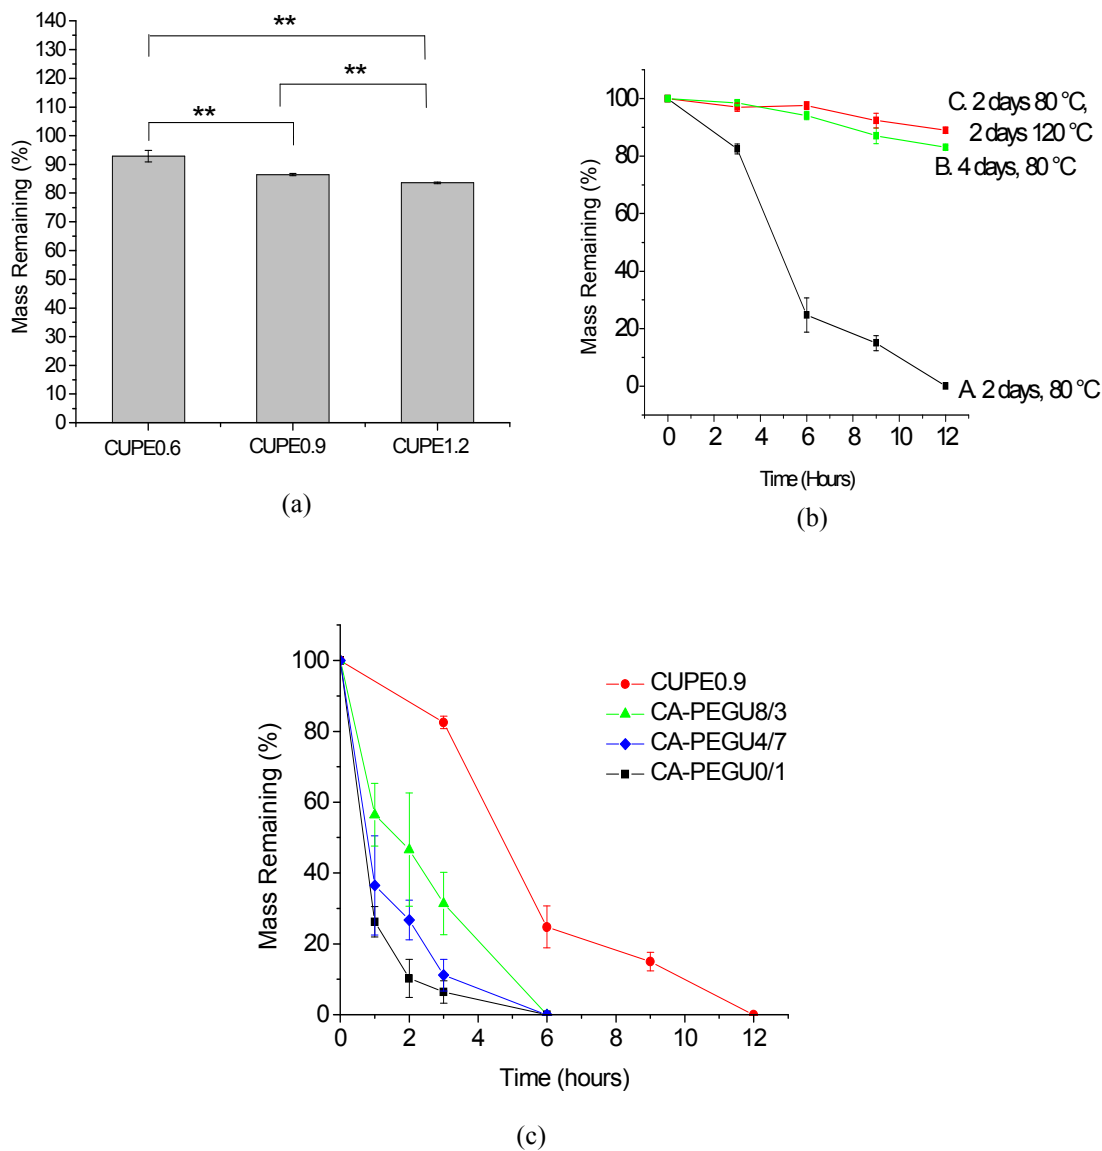 140
130
120
110
100
90
80
70
60
50
40
30
20
10
0
Mass Remaining (%)
**
**
**
CUPE0.6 CUPE0.9 CUPE1.2
(a)
100
80
60
40
20
0
Mass Remaining (%)
C. 2 days 80 °C,
2 days 120 °C
B. 4 days, 80 °C
A. 2 days, 80 °C
0 2 4 6 8 10 12
Time (Hours)
(b)
100
80
60
40
20
0
Mass Remaining (%)
CUPE0.9
CA-PEGU8/3
CA-PEGU4/7
CA-PEGU0/1
0 2 4 6 8 10 12
Time (hours)
(c)